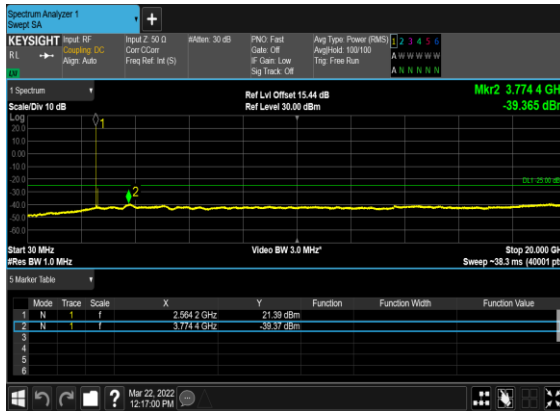 Spectrum Analyzer 1
Swept SA
+
KEYSIGHT Input: RF Input Z: 50 Ω #Atten: 30 dB PNO: Fast Avg Type: Power (RMS) 1 2 3 4 5 6
RL Coupling: DC Corr CCorr Gate: Off Avg|Hold: 100/100 A W W W W W
Align: Auto Freq Ref: Int (S) IF Gain: Low Trig: Free Run
LXI Sig Track: Off A N N N N N
1 Spectrum Ref Lvl Offset 15.44 dB Mkr2 3.774 4 GH
Scale/Div 10 dB Ref Level 30.00 dBm -39.365 dBr
Log 1
20.0
10.0
0.00
-10.0
-20.0 DL1 -25.00 dB
-30.0 2
-40.0
-50.0
-60.0
Start 30 MHz Video BW 3.0 MHz* Stop 20.000 GH
#Res BW 1.0 MHz Sweep ~38.3 ms (40001 pt
5 Marker Table
Mode Trace Scale X Y Function Function Width Function Value
1 N 1 f 2.564 2 GHz 21.39 dBm
2 N 1 f 3.774 4 GHz -39.37 dBm
3
4
5
6
? Mar 22, 2022
12:17:00 PM